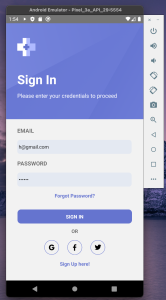 Android Emulator - Pixel_3a_API_28:5554
1:54
Sign In
Please enter your credentials to proceed
EMAIL
h@gmail.com
PASSWORD
Forgot Password?
SIGN IN
OR
G
Sign Up here!